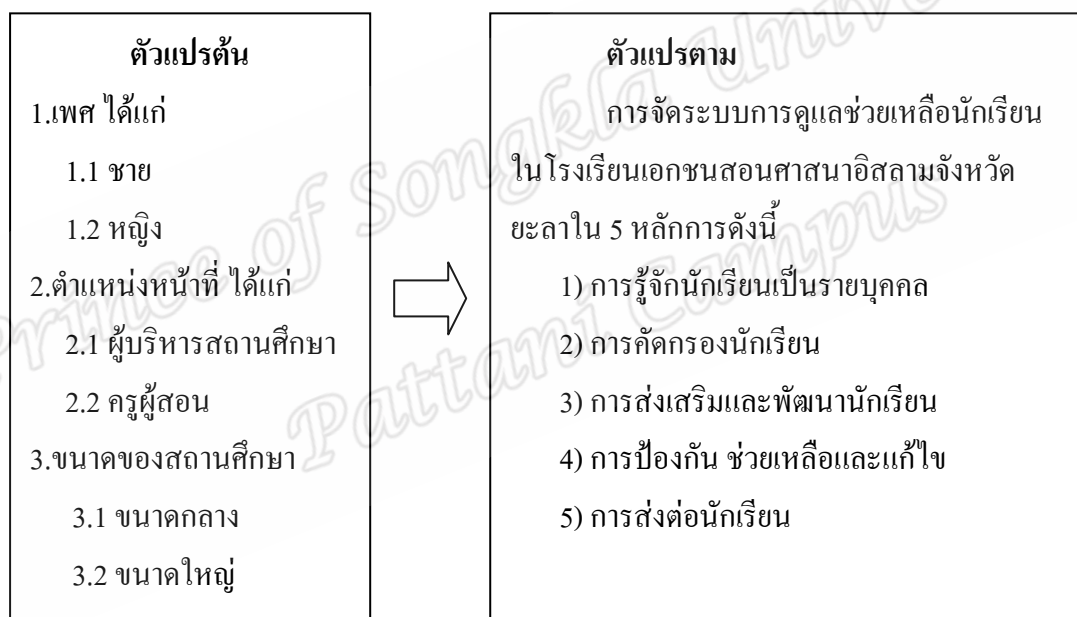 ตัวแปรต้น
1.เพศ ได้แก่
1.1 ชาย
1.2 หญิง
2.ตำแหน่งหน้าที่ ได้แก่
2.1 ผู้บริหารสถานศึกษา
2.2 ครูผู้สอน
3.ขนาดของสถานศึกษา
3.1 ขนาดกลาง
3.2 ขนาดใหญ่
ตัวแปรตาม
การจัดระบบการดูแลช่วยเหลือนักเรียน
ในโรงเรียนเอกชนสอนศาสนาอิสลามจังหวัด
ยะลาใน 5 หลักการดังนี้
1) การรู้จักนักเรียนเป็นรายบุคคล
2) การคัดกรองนักเรียน
3) การส่งเสริมและพัฒนานักเรียน
4) การป้องกัน ช่วยเหลือและแก้ไข
5) การส่งต่อนักเรียน
Prince of Songkla Unive
Pattani Campus